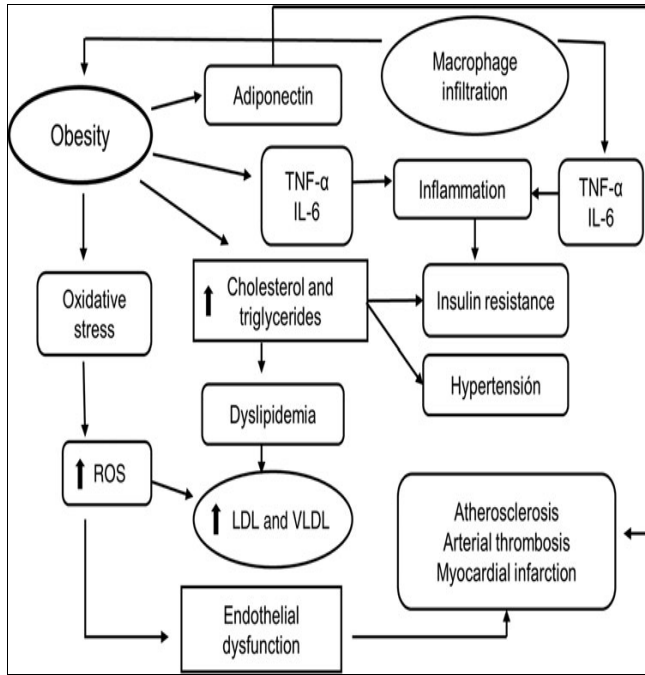 Macrophage
infiltration
Adiponectin
Obesity
TNF-α
IL-6
Inflammation
TNF-α
IL-6
Oxidative
stress
Cholesterol and
triglycerides
Insulin resistance
Hypertensión
Dyslipidemia
ROS
LDL and VLDL
Atherosclerosis
Arterial thrombosis
Myocardial infarction
Endothelial
dysfunction